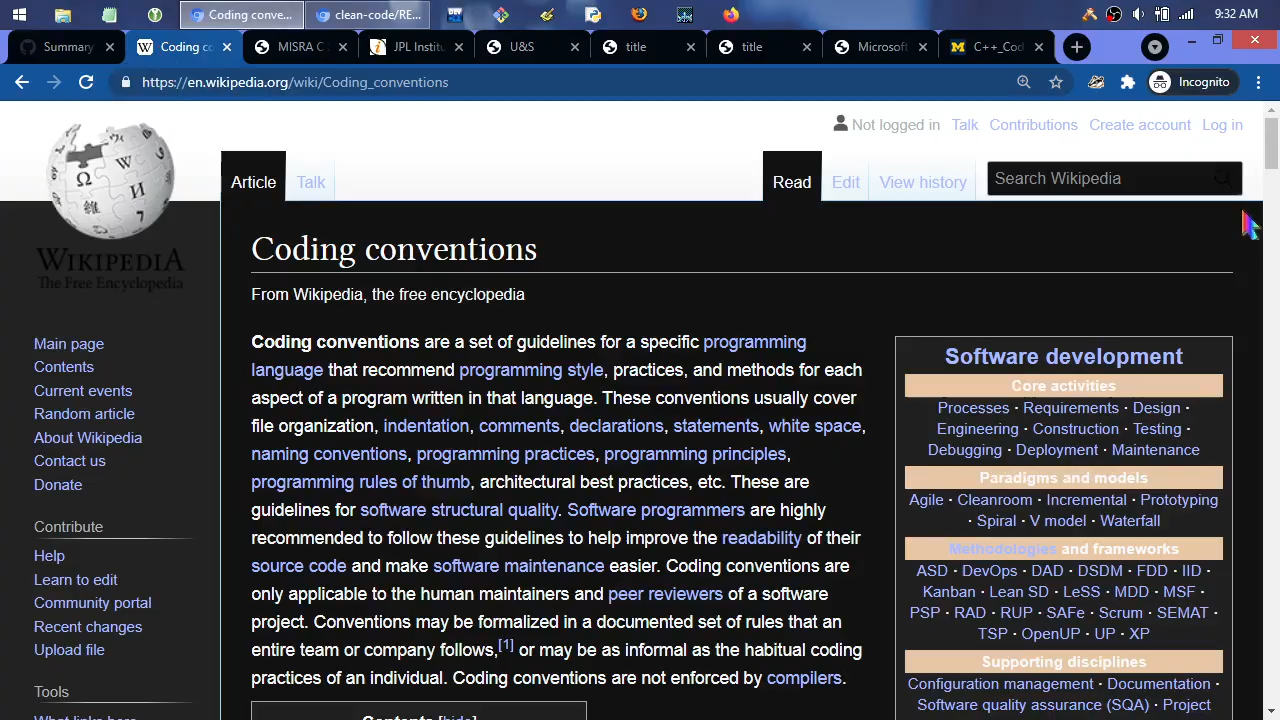 Coding conve...
clean-code/RE...
9:32 AM
Summary
Coding co
MISRA C
JPL Institu
U&S
title
title
Microsoft
C++_Cod
https://en.wikipedia.org/wiki/Coding_conventions
Incognito
Not logged in Talk Contributions Create account Log in
Article Talk Read Edit View history Search Wikipedia
WIKIPEDIA
The Free Encyclopedia
Main page
Contents
Current events
Random article
About Wikipedia
Contact us
Donate
Contribute
Help
Learn to edit
Community portal
Recent changes
Upload file
Tools
What links here
Coding conventions
From Wikipedia, the free encyclopedia
Coding conventions are a set of guidelines for a specific programming
language that recommend programming style, practices, and methods for each
aspect of a program written in that language. These conventions usually cover
file organization, indentation, comments, declarations, statements, white space,
naming conventions, programming practices, programming principles,
programming rules of thumb, architectural best practices, etc. These are
guidelines for software structural quality. Software programmers are highly
recommended to follow these guidelines to help improve the readability of their
source code and make software maintenance easier. Coding conventions are
only applicable to the human maintainers and peer reviewers of a software
project. Conventions may be formalized in a documented set of rules that an
entire team or company follows,[1] or may be as informal as the habitual coding
practices of an individual. Coding conventions are not enforced by compilers.
Contents [hide]
Software development
Core activities
Processes · Requirements · Design ·
Engineering · Construction · Testing ·
Debugging · Deployment · Maintenance
Paradigms and models
Agile · Cleanroom · Incremental · Prototyping
· Spiral · V model · Waterfall
Methodologies and frameworks
ASD · DevOps · DAD · DSDM · FDD · IID ·
Kanban · Lean SD · LeSS · MDD · MSF ·
PSP · RAD · RUP · SAFe · Scrum · SEMAT ·
TSP · OpenUP · UP · XP
Supporting disciplines
Configuration management · Documentation ·
Software quality assurance (SQA) · Project